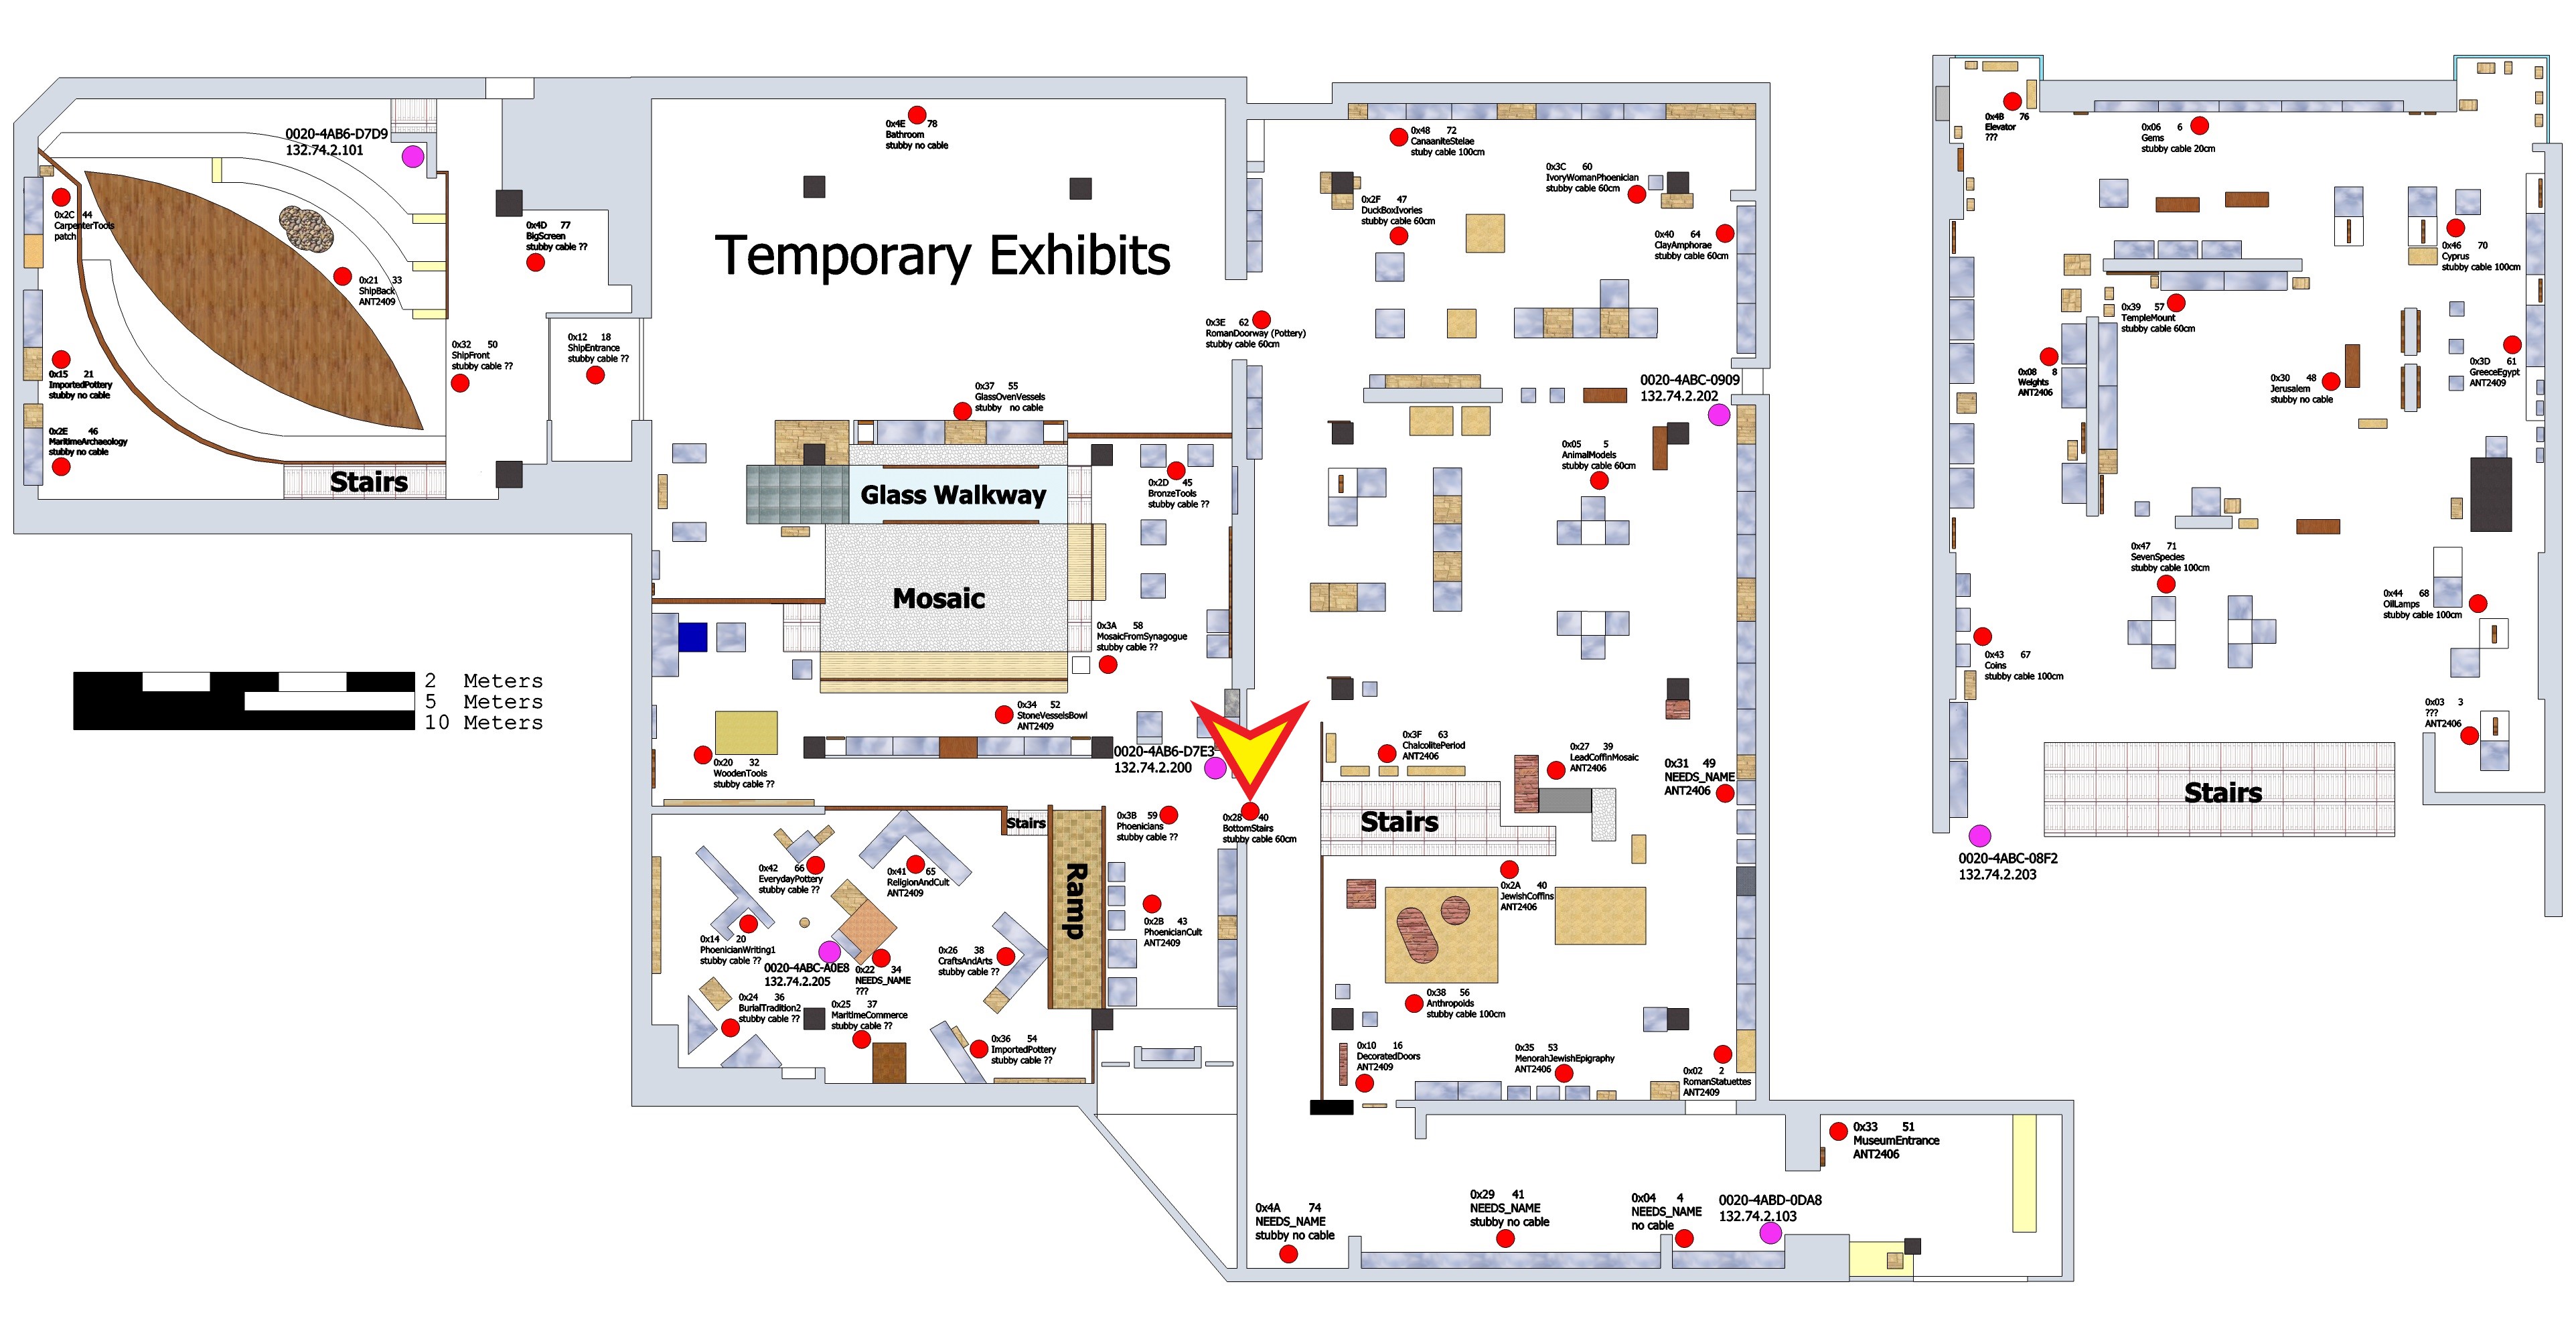 0020-4AB6-D7D9
132.74.2.101
0x2C 44
CarpenterTools
patch
0x21 33
ShipBack
ANT2409
0x15 21
ImportedPottery
stubby no cable
0x2E 46
MaritimeArchaeology
stubby no cable
Stairs
0x32 50
ShipFront
stubby cable ??
0x4D 77
BigScreen
stubby cable ??
0x12 18
ShipEntrance
stubby cable ??
2 Meters
5 Meters
10 Meters
0x4E 78
Bathroom
stubby no cable
Temporary Exhibits
0x3E 62
RomanDoorway (Pottery)
stubby cable 60cm
0x37 55
GlassOvenVessels
stubby no cable
Glass Walkway
0x2D 45
BronzeTools
stubby cable ??
Mosaic
0x3A 58
MosaicFromSynagogue
stubby cable ??
0x34 52
StoneVesselsBowl
ANT2409
0x20 32
WoodenTools
stubby cable ??
0020-4AB6-D7E3
132.74.2.200
Stairs
Ramp
0x3B 59
Phoenicians
stubby cable ??
0x28 40
BottomStairs
stubby cable 60cm
0x42 66
EverydayPottery
stubby cable ??
0x41 65
ReligionAndCult
ANT2409
0x14 20
PhoenicianWriting1
stubby cable ??
0020-4ABC-A0E8
132.74.2.205
0x22 34
NEEDS_NAME
???
0x26 38
CraftsAndArts
stubby cable ??
0x2B 43
PhoenicianCult
ANT2409
0x24 36
BurialTradition2
stubby cable ??
0x25 37
MaritimeCommerce
stubby cable ??
0x36 54
ImportedPottery
stubby cable ??
0x48 72
CanaaniteStelae
stuby cable 100cm
0x3C 60
IvoryWomanPhoenician
stubby cable 60cm
0x2F 47
DuckBoxIvories
stubby cable 60cm
0x40 64
ClayAmphorae
stubby cable 60cm
0020-4ABC-0909
132.74.2.202
0x05 5
AnimalModels
stubby cable 60cm
0x3F 63
ChalcolitePeriod
ANT2406
0x27 39
LeadCoffinMosaic
ANT2406
0x31 49
NEEDS_NAME
ANT2406
Stairs
0x2A 40
JewishCoffins
ANT2406
0x38 56
Anthropoids
stubby cable 100cm
0x10 16
DecoratedDoors
ANT2409
0x35 53
MenorahJewishEpigraphy
ANT2406
0x02 2
RomanStatuettes
ANT2409
0x33 51
MuseumEntrance
ANT2406
0x4A 74
NEEDS_NAME
stubby no cable
0x29 41
NEEDS_NAME
stubby no cable
0x04 4
NEEDS_NAME
no cable
0020-4ABD-0DA8
132.74.2.103
0x4B 76
Elevator
???
0x06 6
Gems
stubby cable 20cm
0x46 70
Cyprus
stubby cable 100cm
0x39 57
TempleMount
stubby cable 60cm
0x08 8
Weights
ANT2406
0x30 48
Jerusalem
stubby no cable
0x3D 61
GreeceEgypt
ANT2409
0x47 71
SevenSpecies
stubby cable 100cm
0x44 68
OilLamps
stubby cable 100cm
0x43 67
Coins
stubby cable 100cm
0x03 3
???
ANT2406
Stairs
0020-4ABC-08F2
132.74.2.203